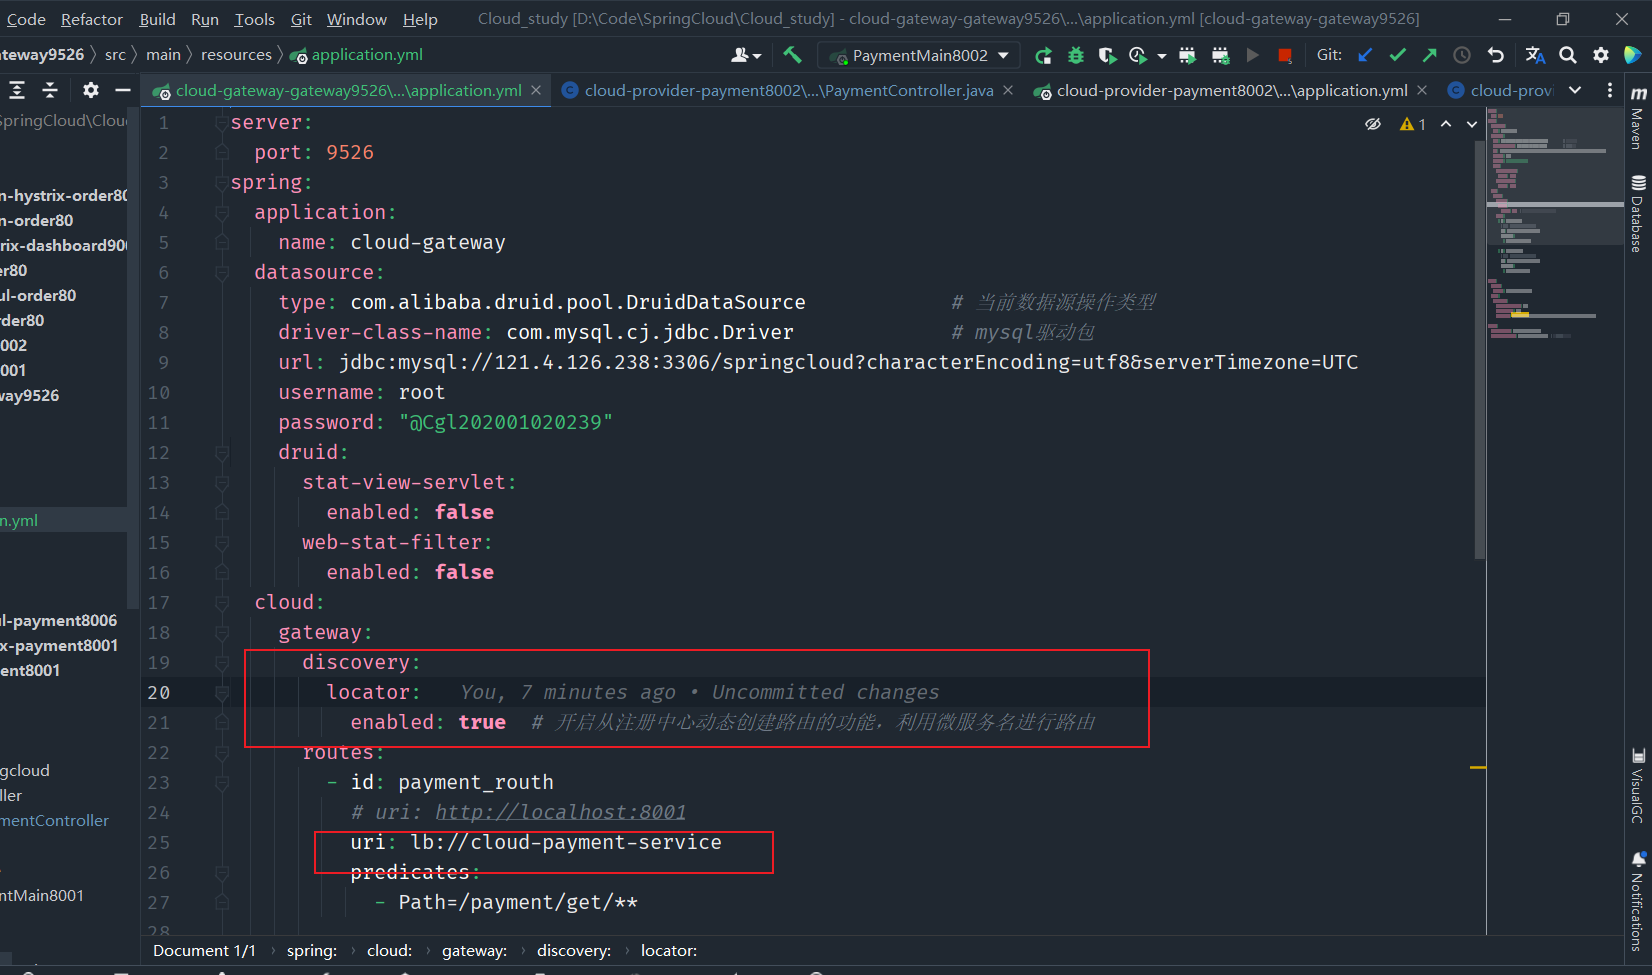 Code Refactor Build Run Tools Git Window Help Cloud_study [D:\Code\SpringCloud\Cloud_study] - cloud-gateway-gateway9526\...\application.yml [cloud-gateway-gateway9526]
ateway9526 src main resources application.yml PaymentMain8002 Git:
cloud-gateway-gateway9526\...\application.yml cloud-provider-payment8002\...\PaymentController.java cloud-provider-payment8002\...\application.yml cloud-provi
SpringCloud\Clou
n-hystrix-order80
n-order80
rix-dashboard900
er80
ul-order80
rder80
002
001
way9526
n.yml
ul-payment8006
x-payment8001
ent8001
gcloud
ller
mentController
ntMain8001
1 server:
2 port: 9526
3 spring:
4 application:
5 name: cloud-gateway
6 datasource:
7 type: com.alibaba.druid.pool.DruidDataSource # 当前数据源操作类型
8 driver-class-name: com.mysql.cj.jdbc.Driver # mysql驱动包
9 url: jdbc:mysql://121.4.126.238:3306/springcloud?characterEncoding=utf8&serverTimezone=UTC
10 username: root
11 password: "@Cgl202001020239"
12 druid:
13 stat-view-servlet:
14 enabled: false
15 web-stat-filter:
16 enabled: false
17 cloud:
18 gateway:
19 discovery:
20 locator: You, 7 minutes ago • Uncommitted changes
21 enabled: true # 开启从注册中心动态创建路由的功能，利用微服务名进行路由
22 routes:
23 - id: payment_routh
24 # uri: http://localhost:8001
25 uri: lb://cloud-payment-service
26 predicates:
27 - Path=/payment/get/**
28
1
Maven
Database
VisualGC
Notifications
Document 1/1 spring: cloud: gateway: discovery: locator: